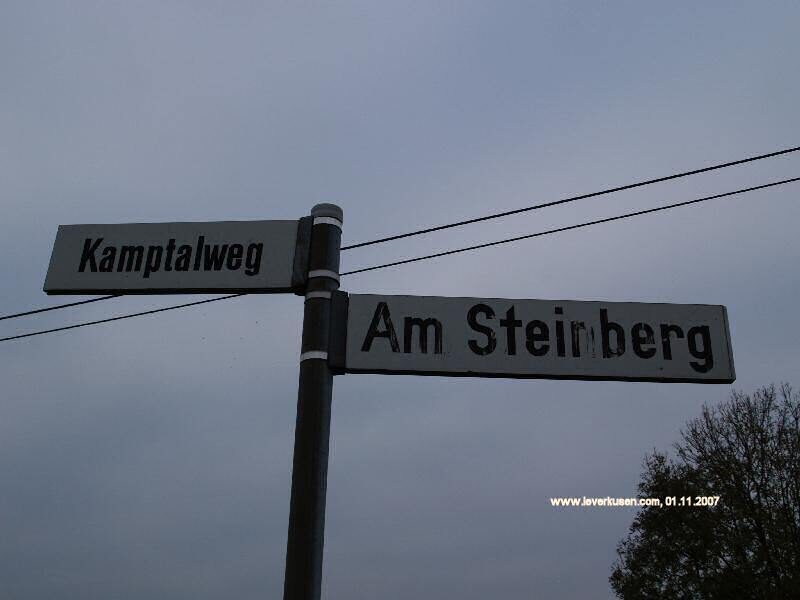 Kamptalweg
Am Steinberg
www.leverkusen.com, 01.11.2007